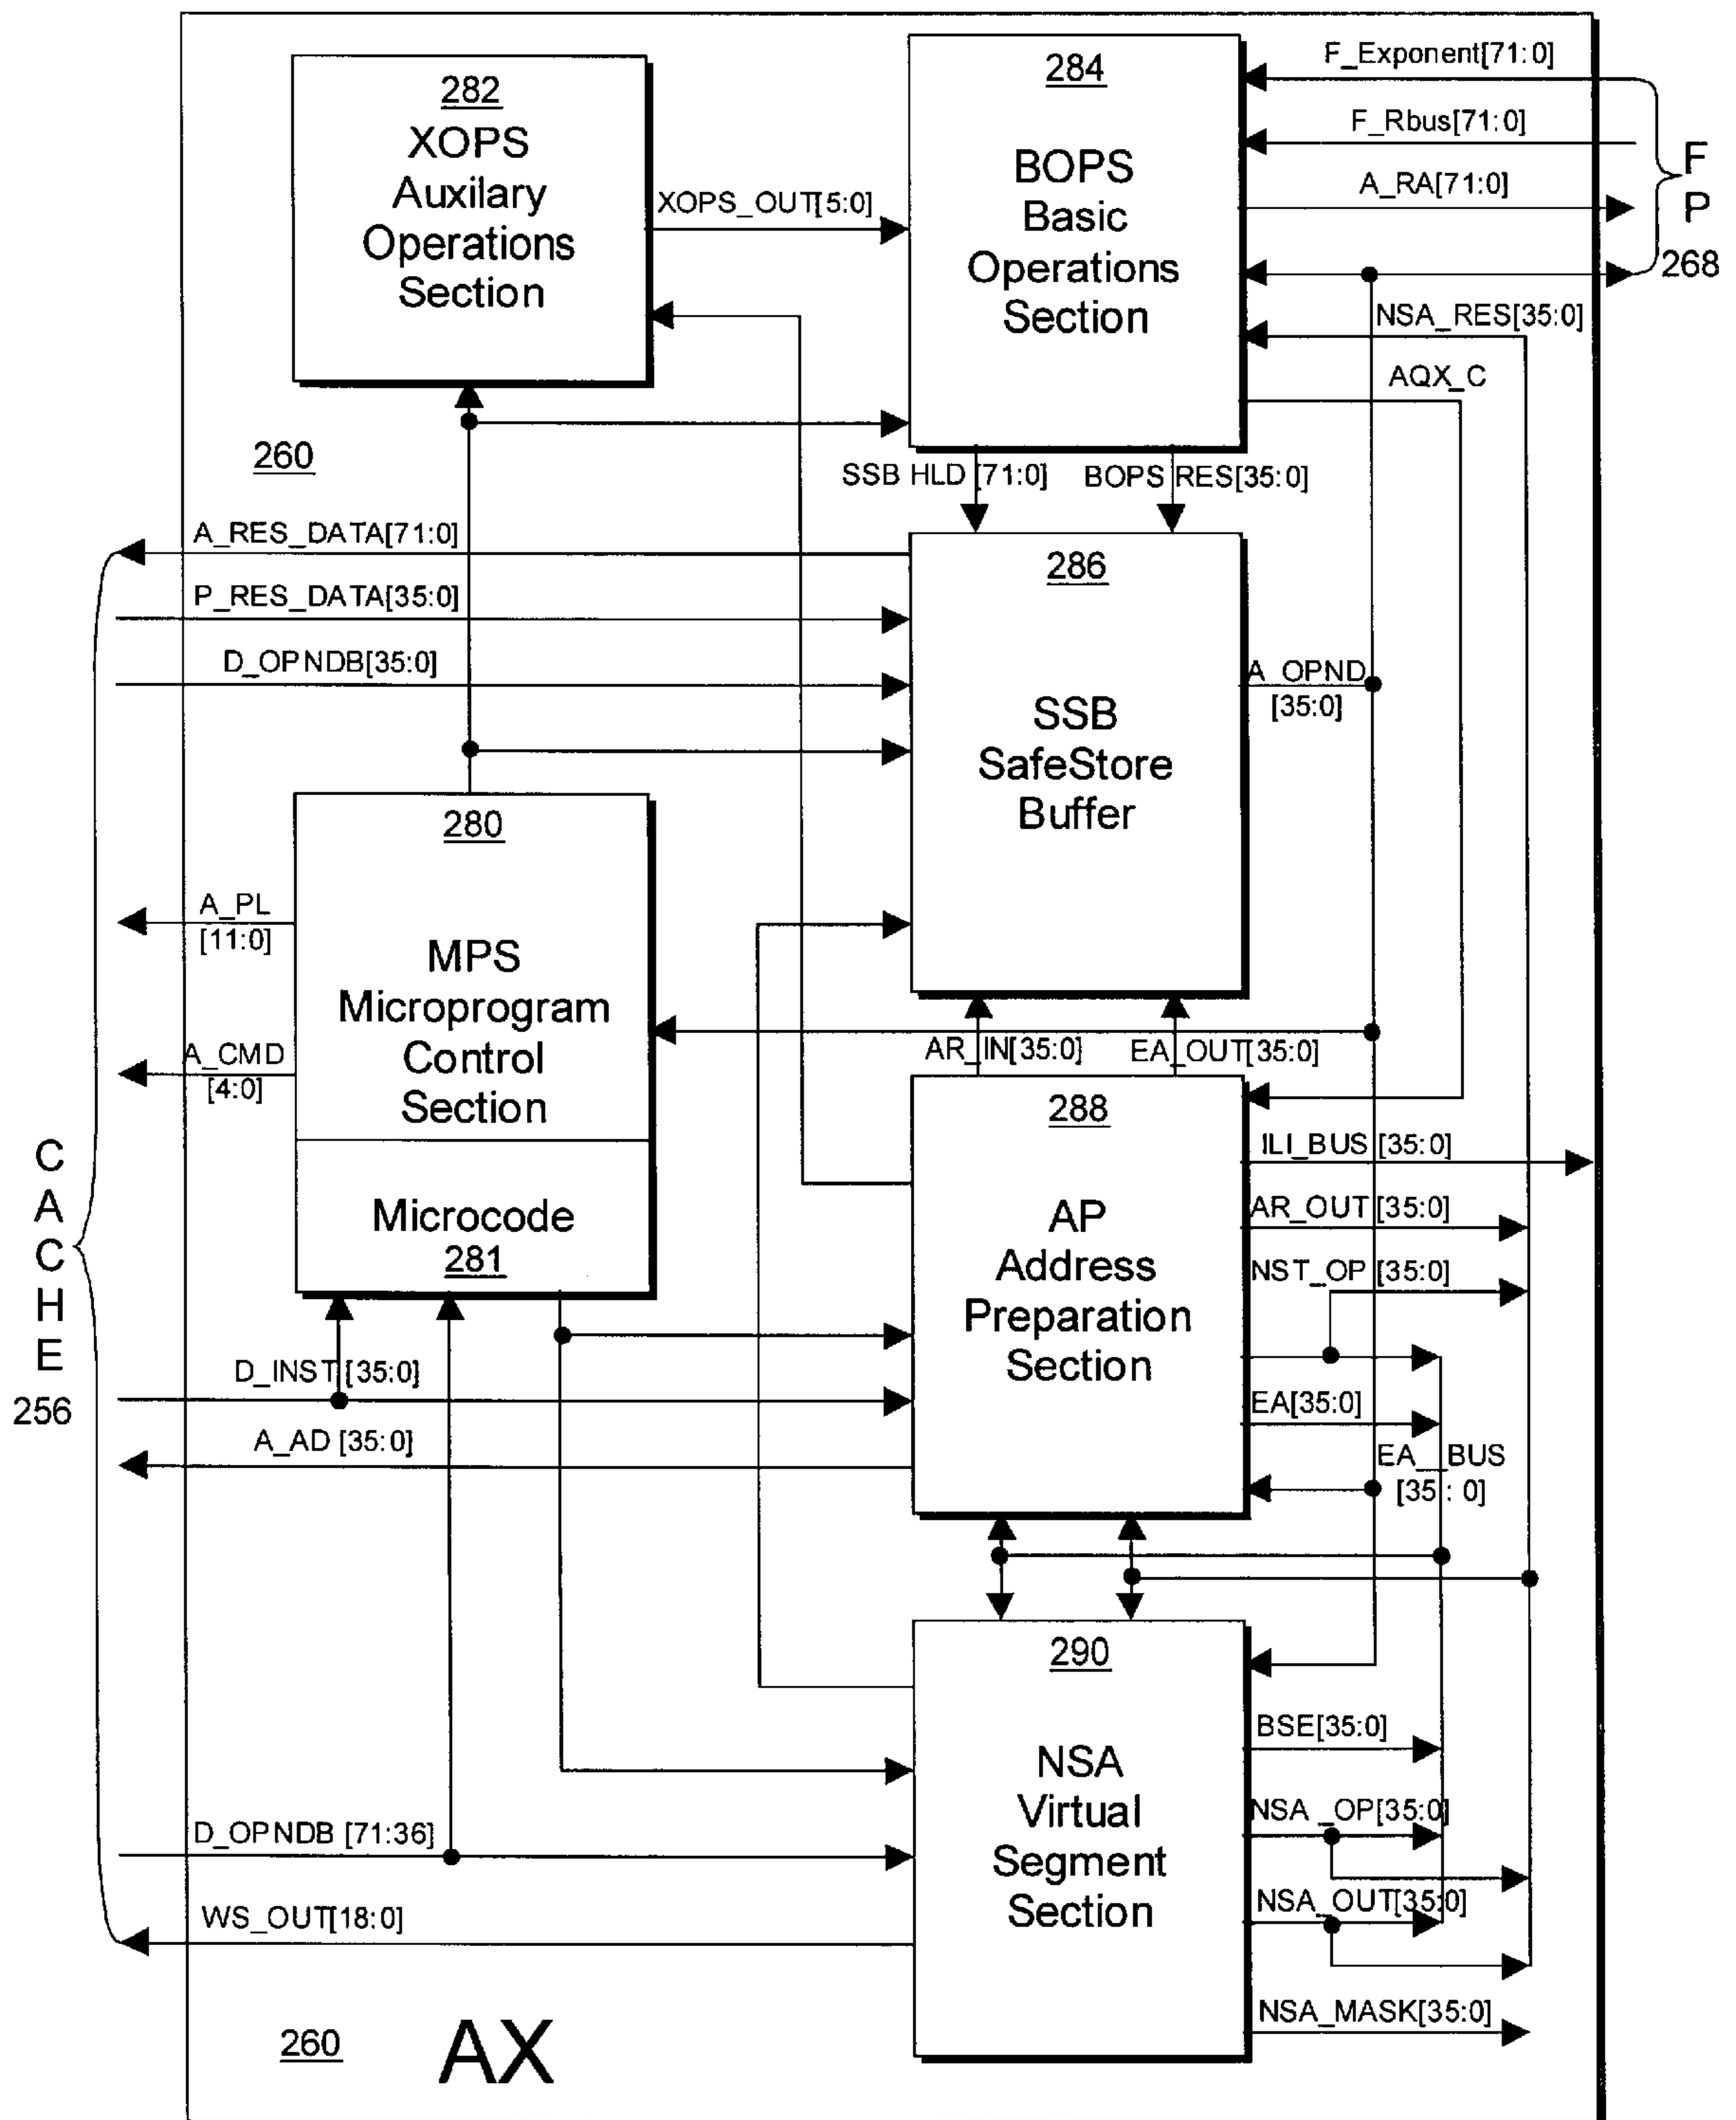 282
XOPS
Auxilary
Operations
Section
284
BOPS
Basic
Operations
Section
F_Exponent[71:0]
F_Rbus[71:0]
A_RA[71:0]
F
P
268
XOPS_OUT[5:0]
NSA_RES[35:0]
AQX_C
260
SSB HLD [71:0]
BOPS RES[35:0]
A_RES_DATA[71:0]
P_RES_DATA[35:0]
D_OPNDB[35:0]
286
SSB
SafeStore
Buffer
A_OPND
[35:0]
280
MPS
Microprogram
Control
Section
Microcode
281
A_PL
[11:0]
A_CMD
[4:0]
AR_IN[35:0]
EA_OUT[35:0]
C
A
C
H
E
256
288
AP
Address
Preparation
Section
ILI_BUS [35:0]
AR_OUT [35:0]
NST_OP [35:0]
EA[35:0]
EA_BUS
[35: 0]
D_INST [35:0]
A_AD [35:0]
290
NSA
Virtual
Segment
Section
BSE[35:0]
NSA _OP[35:0]
NSA_OUT[35:0]
NSA_MASK[35:0]
D_OPNDB [71:36]
WS_OUT[18:0]
260
AX